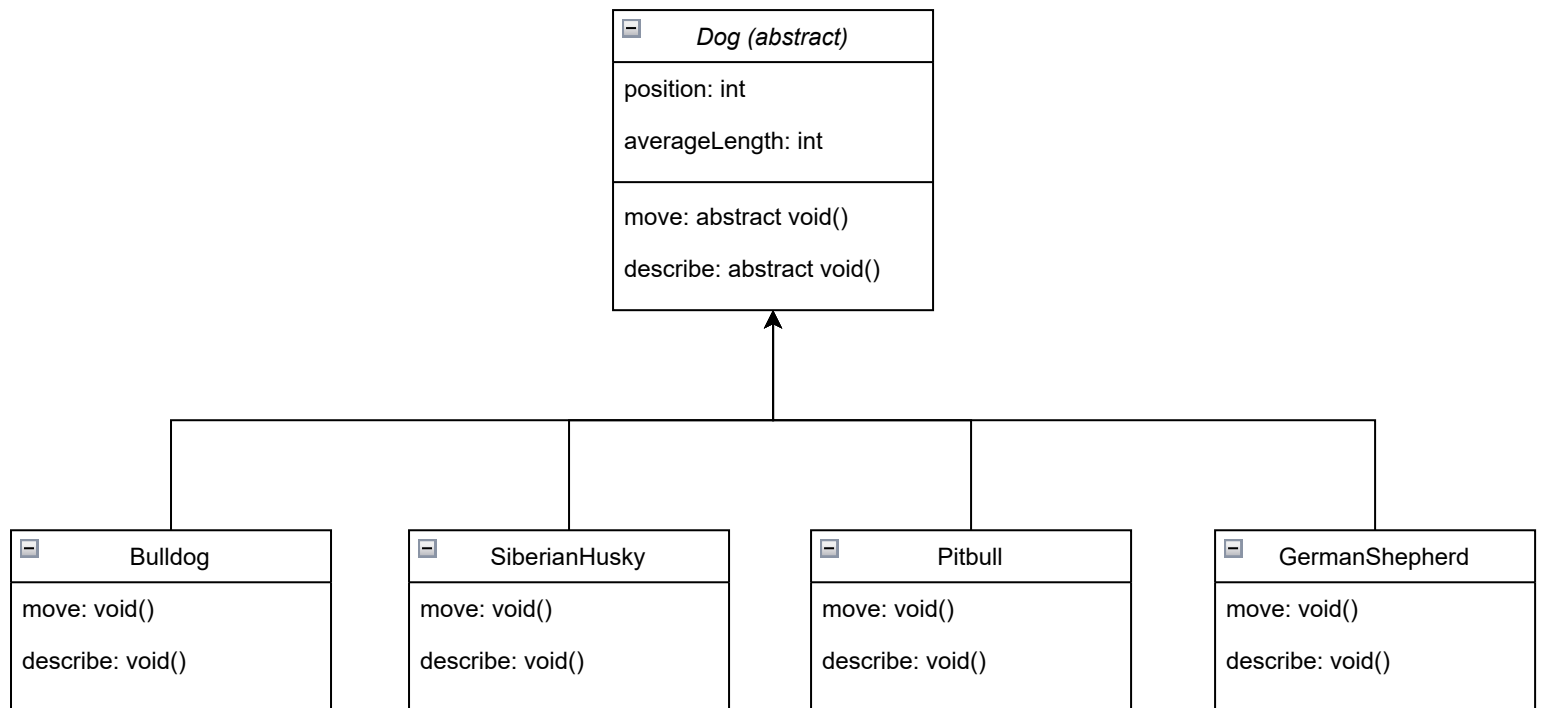 Dog (abstract)
position: int
averageLength: int
move: abstract void()
describe: abstract void()
Bulldog
move: void()
describe: void()
SiberianHusky
move: void()
describe: void()
Pitbull
move: void()
describe: void()
GermanShepherd
move: void()
describe: void()